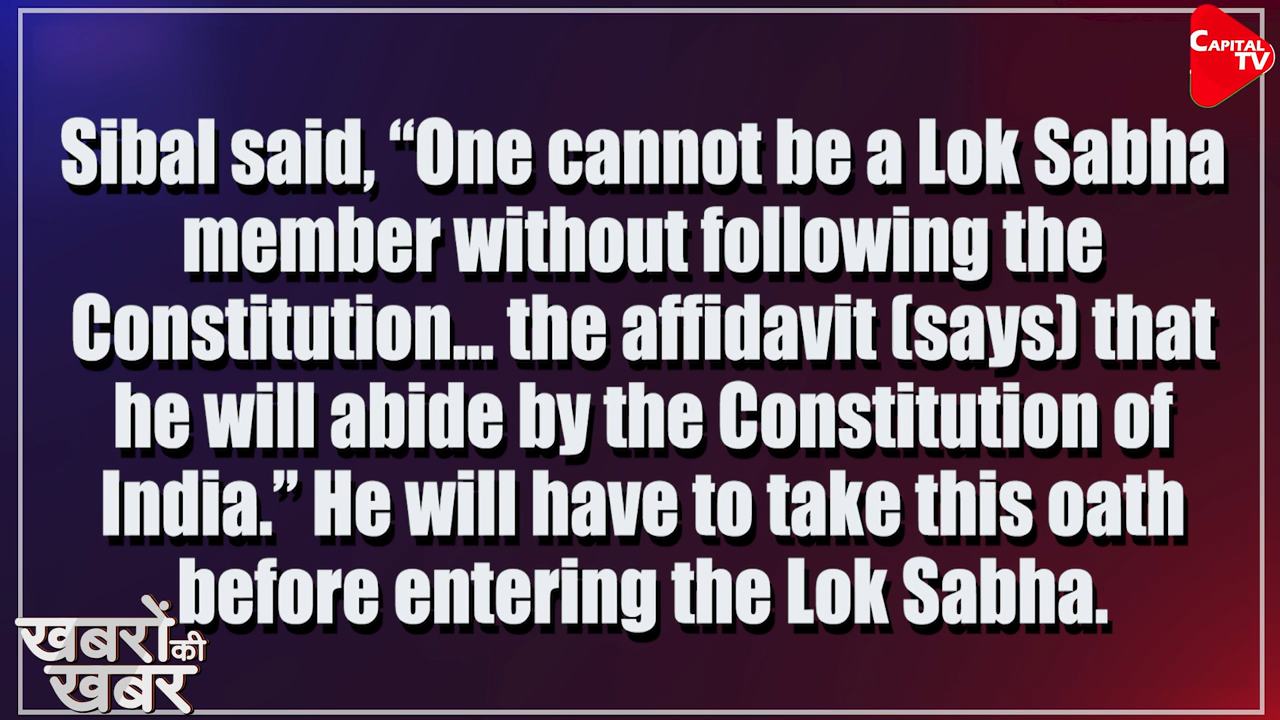 CAPITAL
TV
Sibal said, “One cannot be a Lok Sabha
member without following the
Constitution... the affidavit (says) that
he will abide by the Constitution of
India.” He will have to take this oath
before entering the Lok Sabha.
खबरों की
खबर